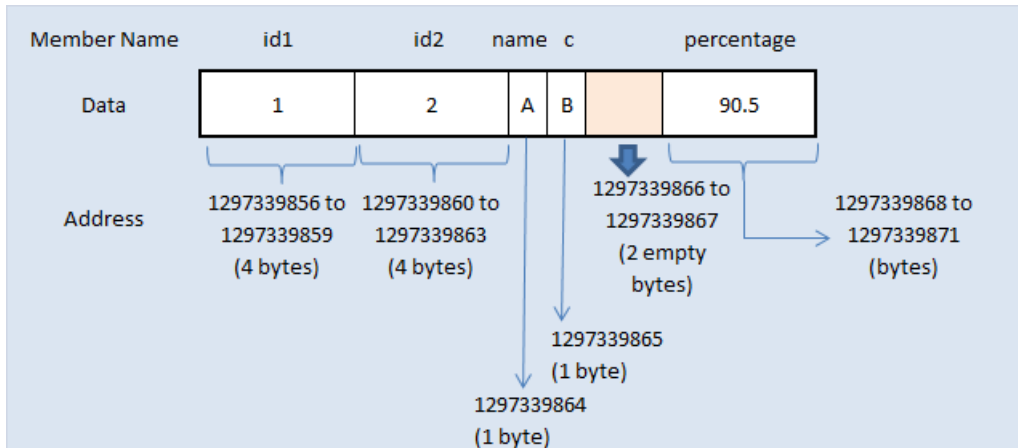 Member Name id1 id2 name c percentage
Data 1 2 A B 90.5
Address
1297339856 to
1297339859
(4 bytes)
1297339860 to
1297339863
(4 bytes)
1297339866 to
1297339867
(2 empty
bytes)
1297339868 to
1297339871
(bytes)
1297339865
(1 byte)
1297339864
(1 byte)